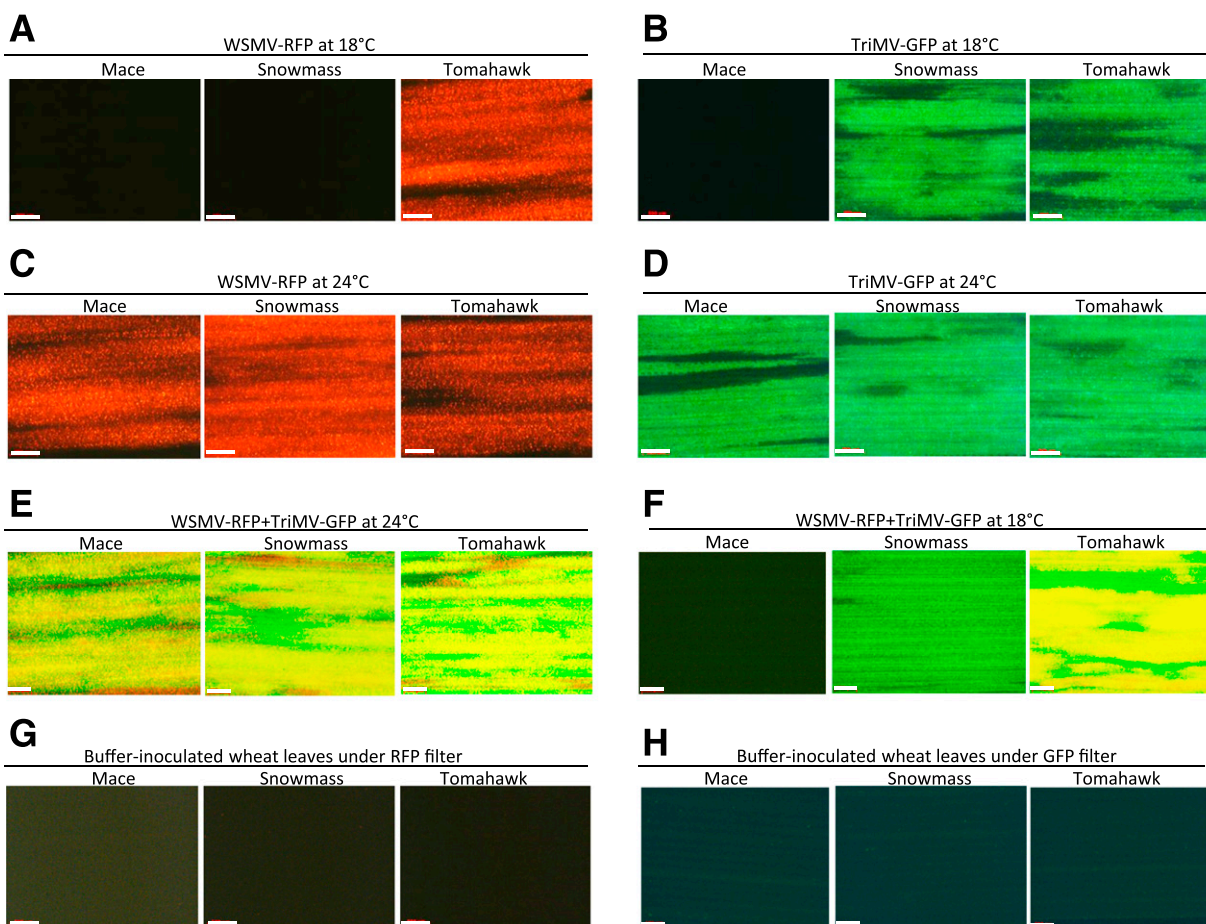 A
WSMV-RFP at 18°C
Mace Snowmass Tomahawk
B
TriMV-GFP at 18°C
Mace Snowmass Tomahawk
C
WSMV-RFP at 24°C
Mace Snowmass Tomahawk
D
TriMV-GFP at 24°C
Mace Snowmass Tomahawk
E
WSMV-RFP+TriMV-GFP at 24°C
Mace Snowmass Tomahawk
F
WSMV-RFP+TriMV-GFP at 18°C
Mace Snowmass Tomahawk
G
Buffer-inoculated wheat leaves under RFP filter
Mace Snowmass Tomahawk
H
Buffer-inoculated wheat leaves under GFP filter
Mace Snowmass Tomahawk